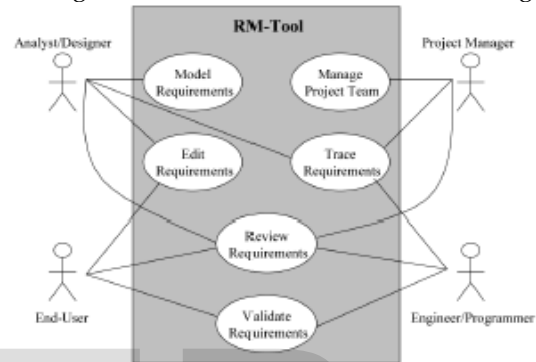 RM-Tool
Analyst/Designer
Project Manager
Model
Requirements
Manage
Project Team
Edit
Requirements
Trace
Requirements
Review
Requirements
End-User
Engineer/Programmer
Validate
Requirements